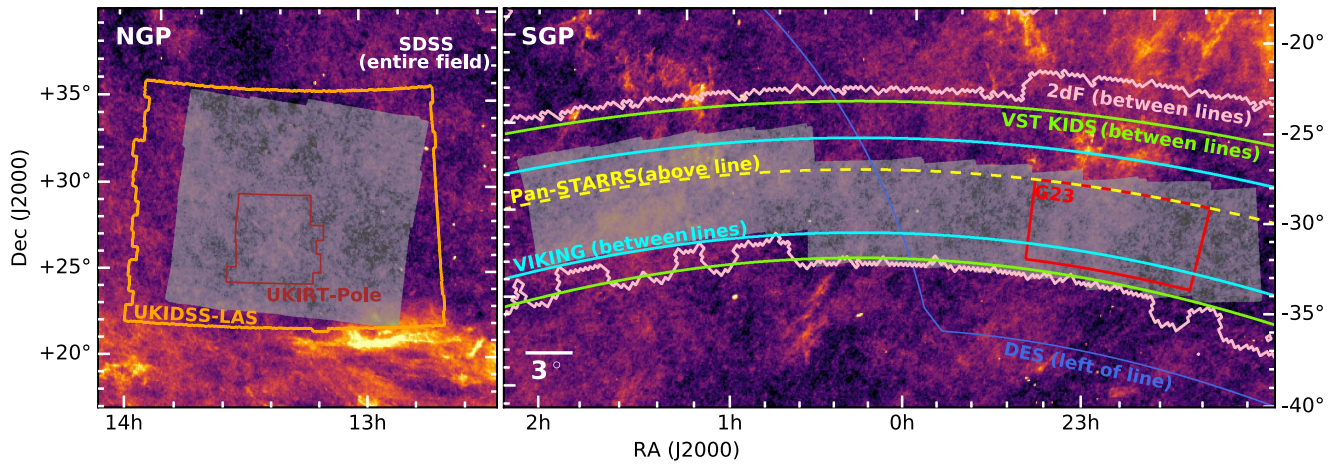 NGP
SDSS
(entire field)
UKIRT-Pole
UKIDSS-LAS
+35°
+30°
+25°
+20°
Dec (J2000)
14h
13h
SGP
2dF (between lines)
VST KIDS (between lines)
Pan-STARRS(above line)
G23
VIKING (between lines)
DES (left of line)
3°
-20°
-25°
-30°
-35°
-40°
2h
1h
0h
23h
RA (J2000)